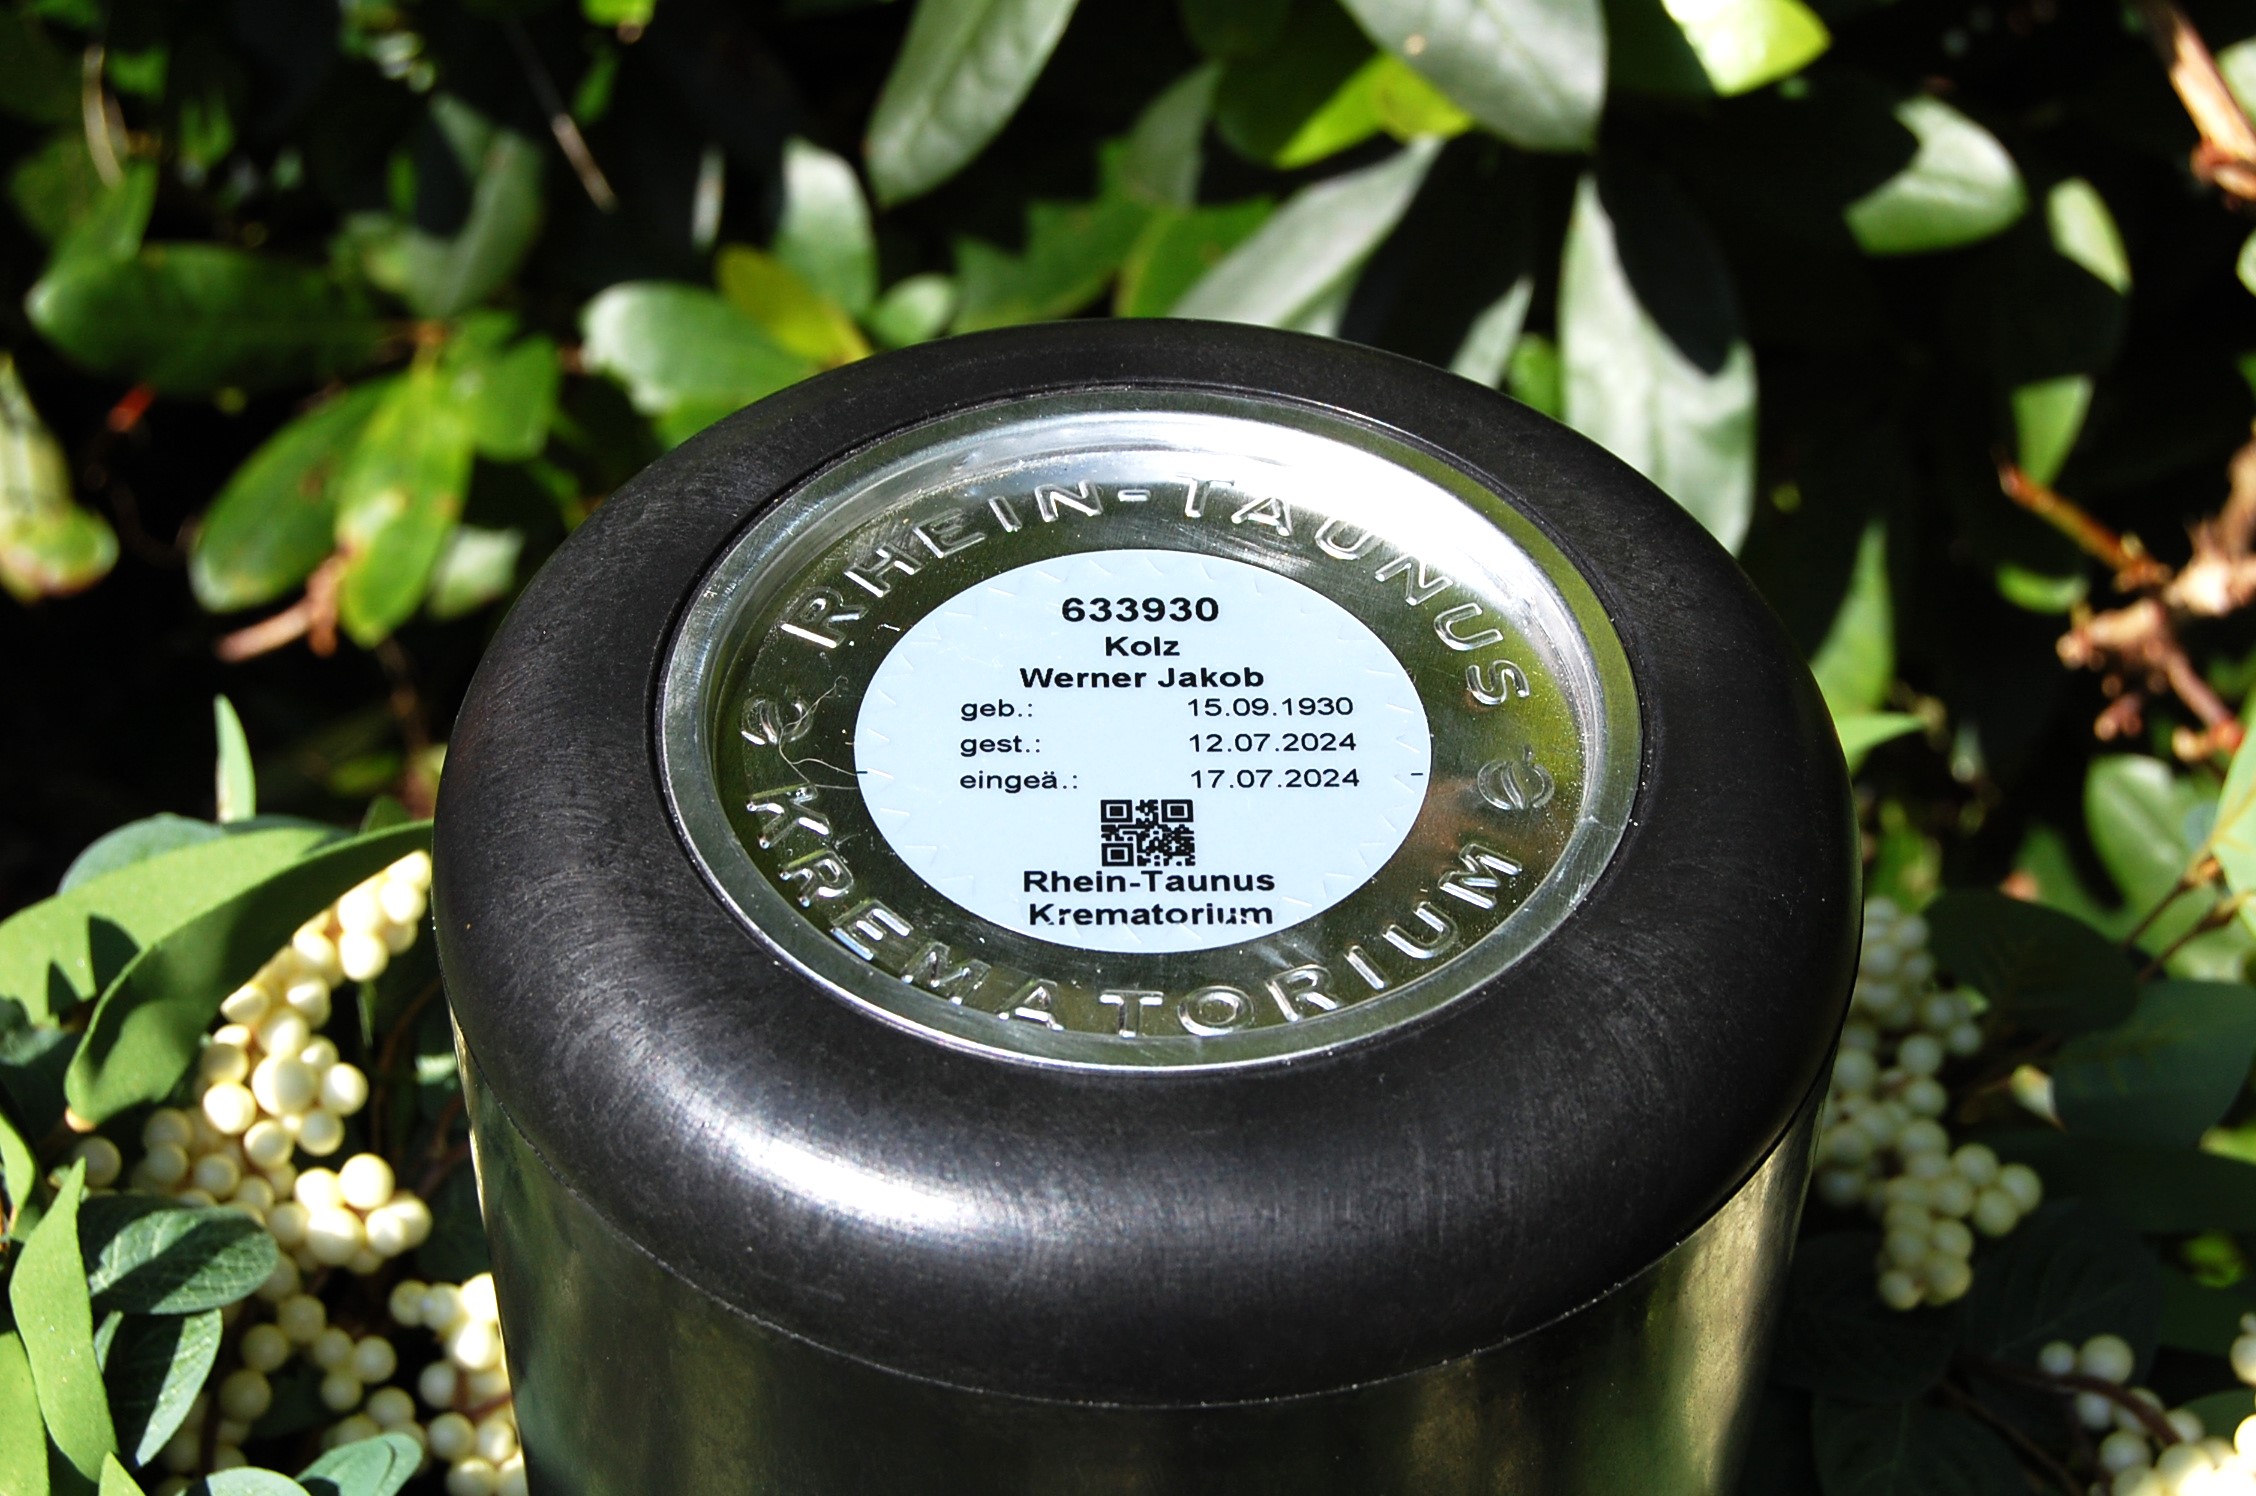 RHEIN-TAUNUS
633930
Kolz
Werner Jakob
geb.: 15.09.1930
gest.: 12.07.2024
eingeä.: 17.07.2024
Rhein-Taunus
Krematorium
KREMATORIUM